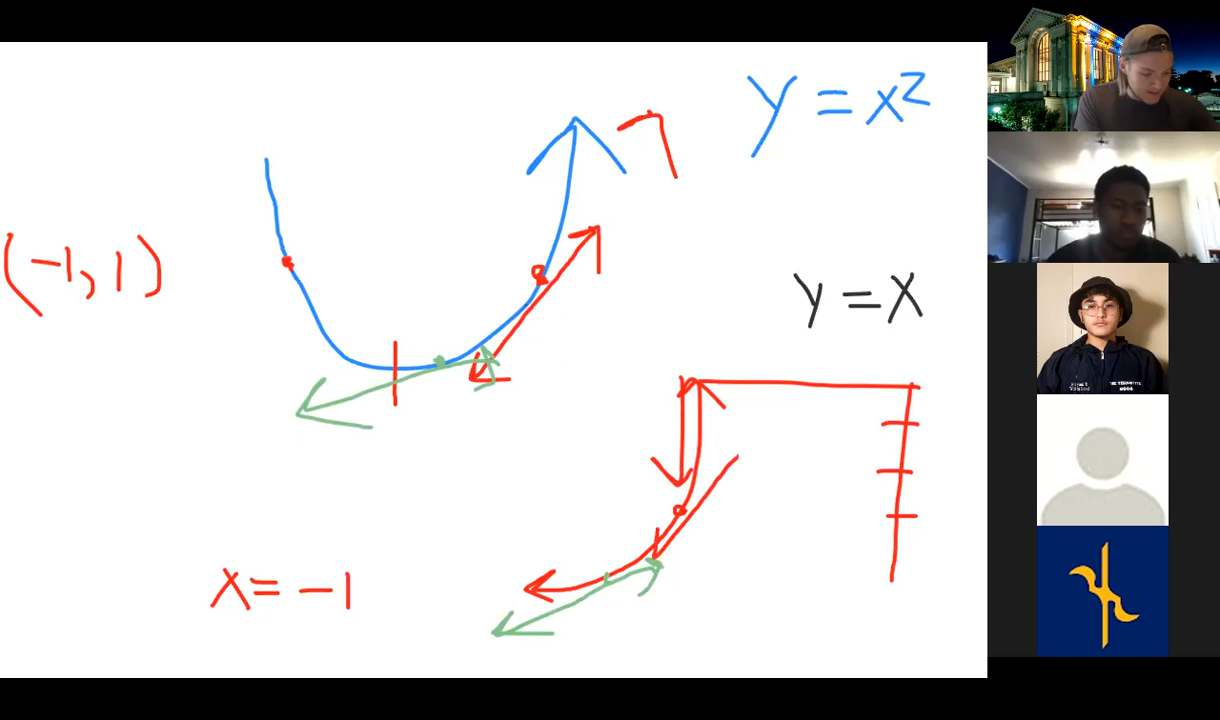 y = x²
(-1, 1)
y = x
x = -1